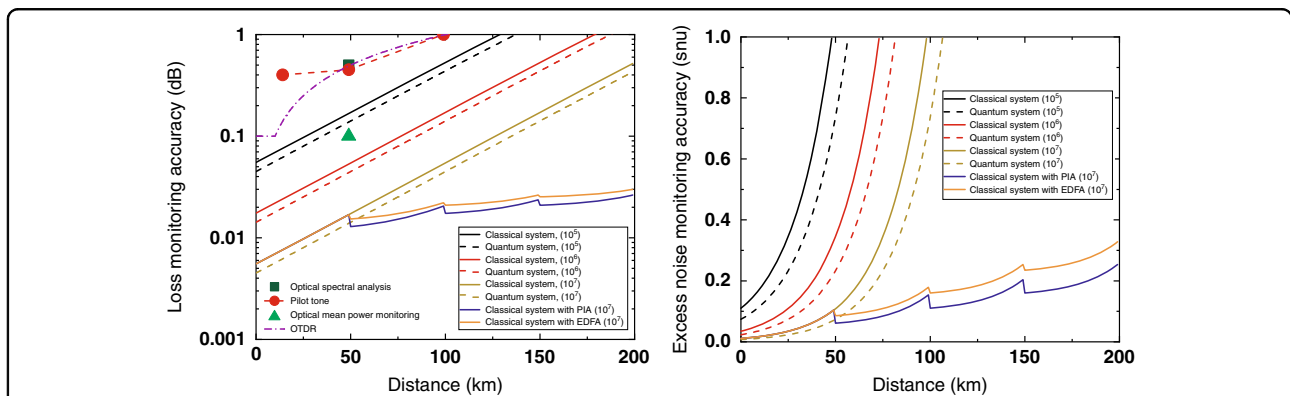 1
0.1
0.01
0.001
Loss monitoring accuracy (dB)
Optical spectral analysis
Pilot tone
Optical mean power monitoring
OTDR
Classical system, (10⁵)
Quantum system, (10⁵)
Classical system, (10⁶)
Quantum system, (10⁶)
Classical system, (10⁷)
Quantum system, (10⁷)
Classical system with PIA (10⁷)
Classical system with EDFA (10⁷)
0 50 100 150 200
Distance (km)
1.0
0.8
0.6
0.4
0.2
0.0
Excess noise monitoring accuracy (snu)
Classical system (10⁵)
Quantum system (10⁵)
Classical system (10⁶)
Quantum system (10⁶)
Classical system (10⁷)
Quantum system (10⁷)
Classical system with PIA (10⁷)
Classical system with EDFA (10⁷)
0 50 100 150 200
Distance (km)